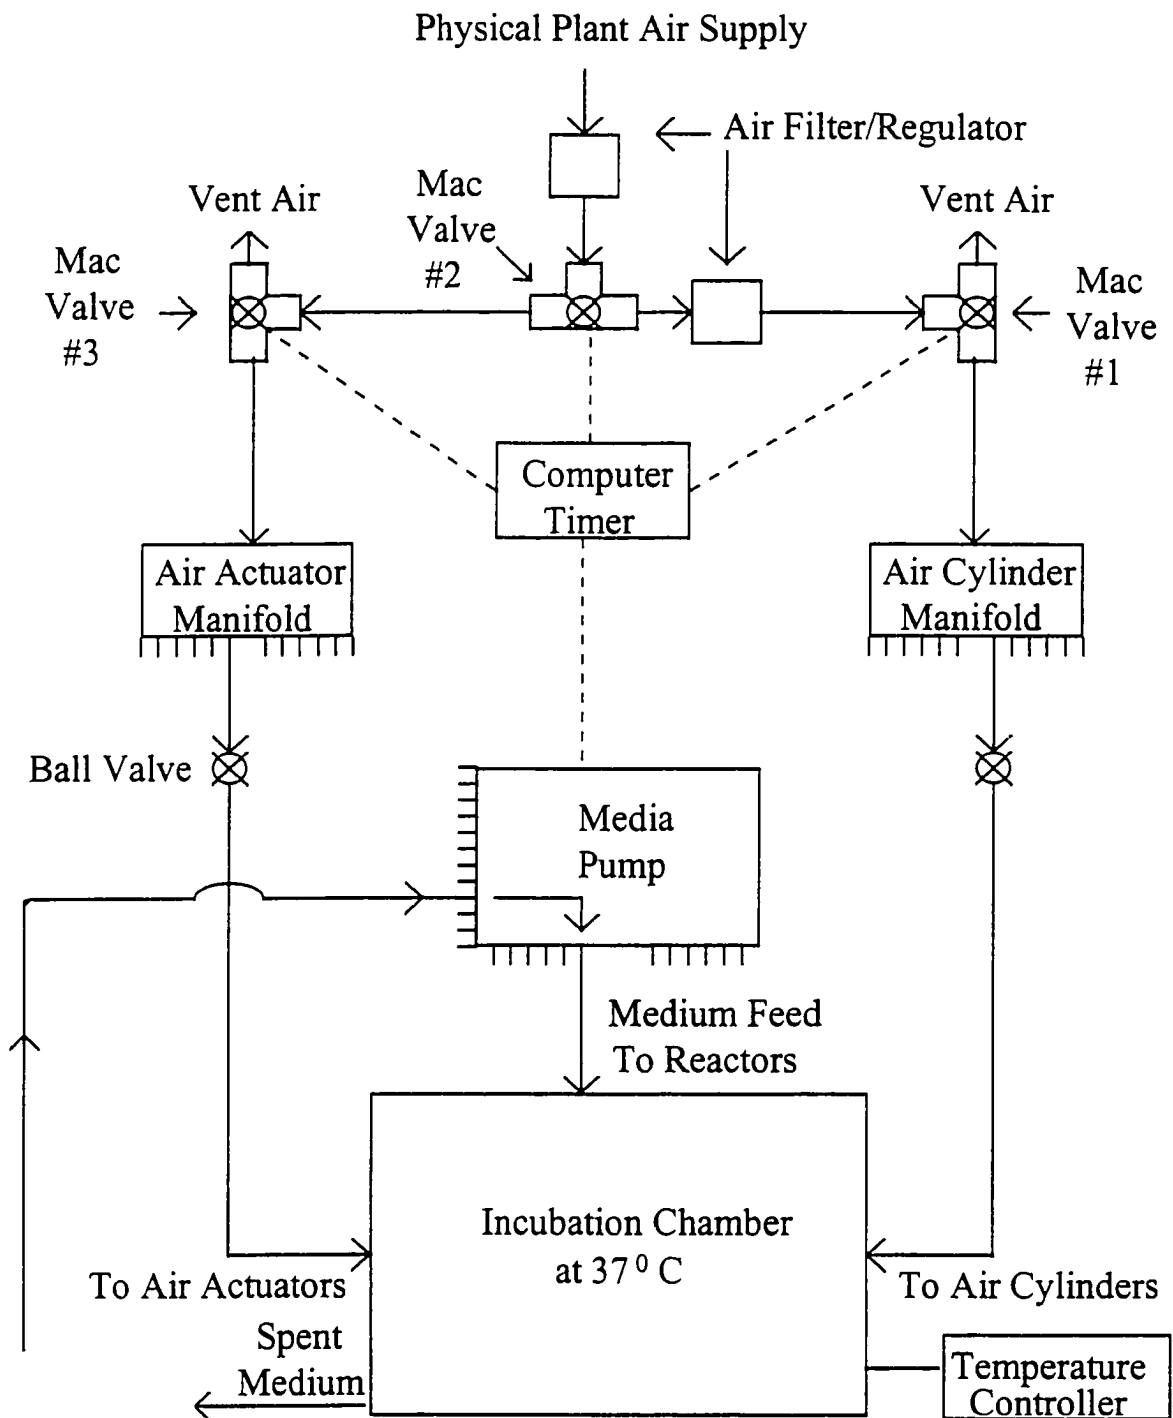 Physical Plant Air Supply
Air Filter/Regulator
Mac
Valve
#2
Vent Air
Vent Air
Mac
Valve
#3
Mac
Valve
#1
Computer
Timer
Air Actuator
Manifold
Air Cylinder
Manifold
Ball Valve
Media
Pump
Medium Feed
To Reactors
Incubation Chamber
at 37⁰ C
To Air Actuators
To Air Cylinders
Spent
Medium
Temperature
Controller